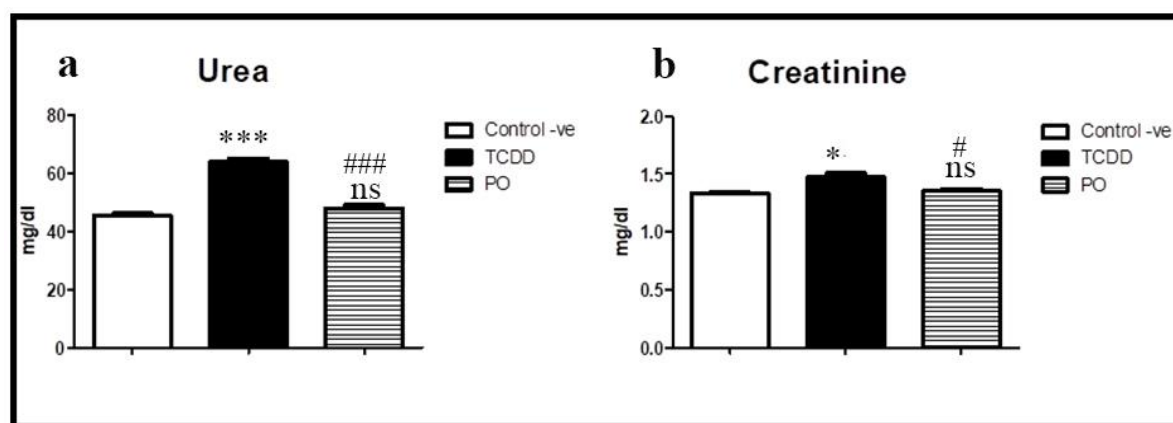 a
Urea
80
60
40
20
0
mg/dl
***
###
ns
Control -ve
TCDD
PO
b
Creatinine
2.0
1.5
1.0
0.5
0.0
mg/dl
*
#
ns
Control -ve
TCDD
PO